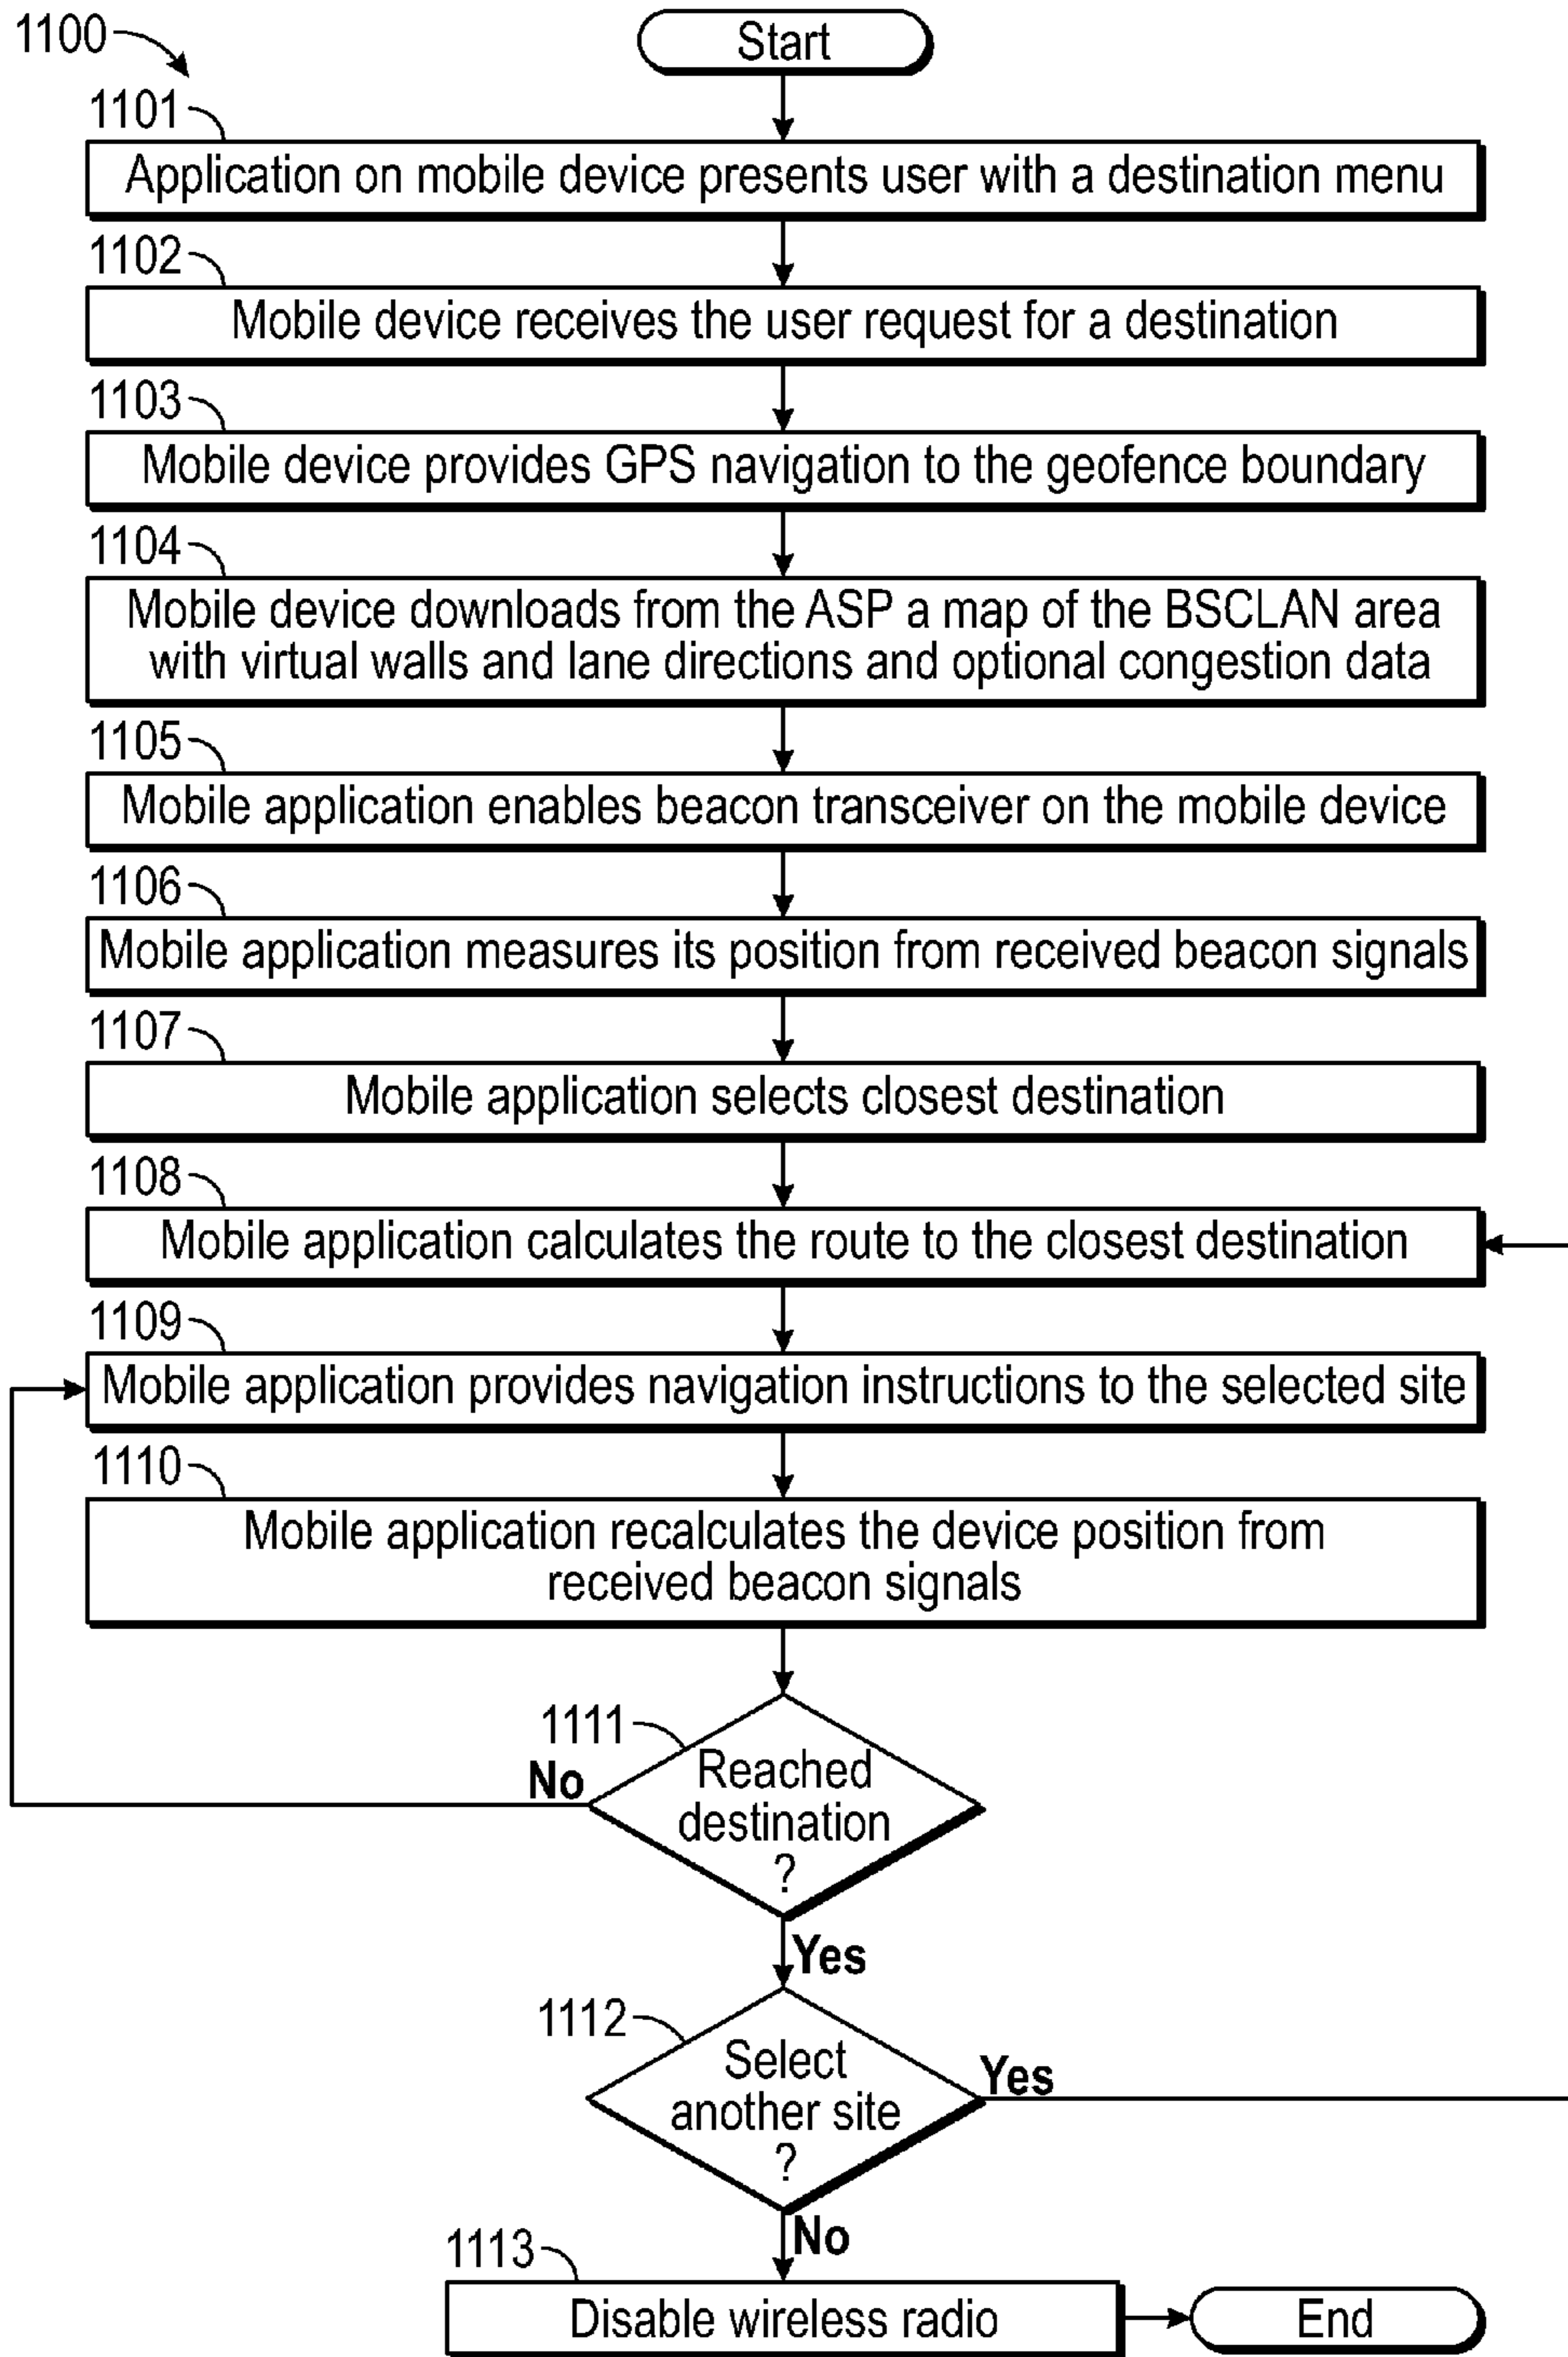 1100
Start
1101
Application on mobile device presents user with a destination menu
1102
Mobile device receives the user request for a destination
1103
Mobile device provides GPS navigation to the geofence boundary
1104
Mobile device downloads from the ASP a map of the BSCLAN area
with virtual walls and lane directions and optional congestion data
1105
Mobile application enables beacon transceiver on the mobile device
1106
Mobile application measures its position from received beacon signals
1107
Mobile application selects closest destination
1108
Mobile application calculates the route to the closest destination
1109
Mobile application provides navigation instructions to the selected site
1110
Mobile application recalculates the device position from
received beacon signals
1111
No
Reached
destination
?
Yes
1112
Select
another site
?
Yes
No
1113
Disable wireless radio
End